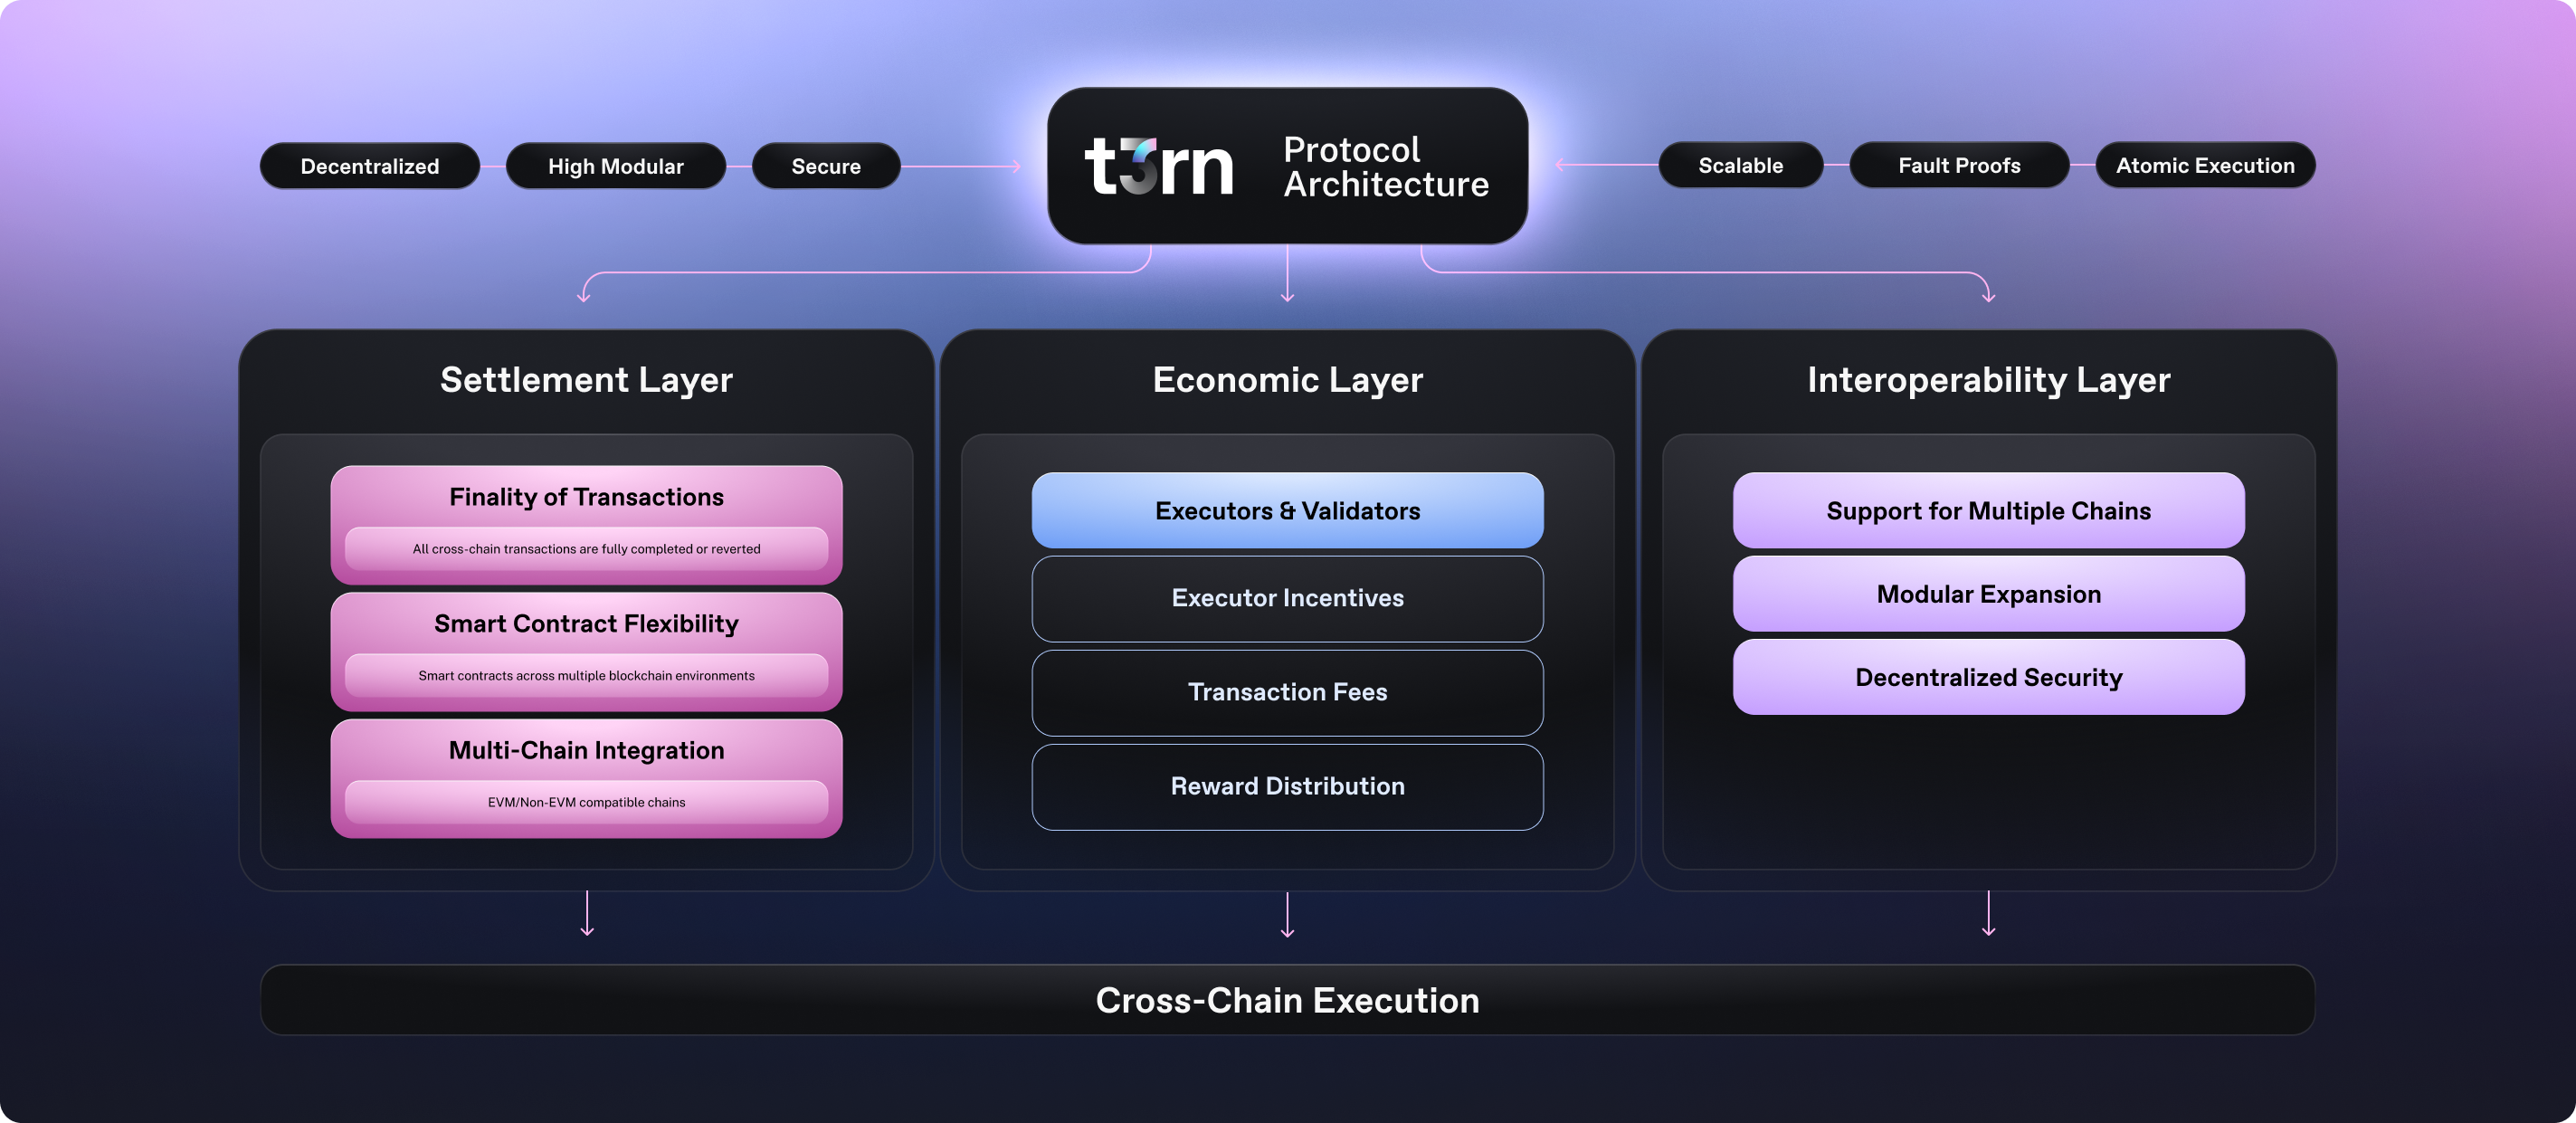 Decentralized
High Modular
Secure
t3rn
Protocol
Architecture
Scalable
Fault Proofs
Atomic Execution
Settlement Layer
Finality of Transactions
All cross-chain transactions are fully completed or reverted
Smart Contract Flexibility
Smart contracts across multiple blockchain environments
Multi-Chain Integration
EVM/Non-EVM compatible chains
Economic Layer
Executors & Validators
Executor Incentives
Transaction Fees
Reward Distribution
Interoperability Layer
Support for Multiple Chains
Modular Expansion
Decentralized Security
Cross-Chain Execution